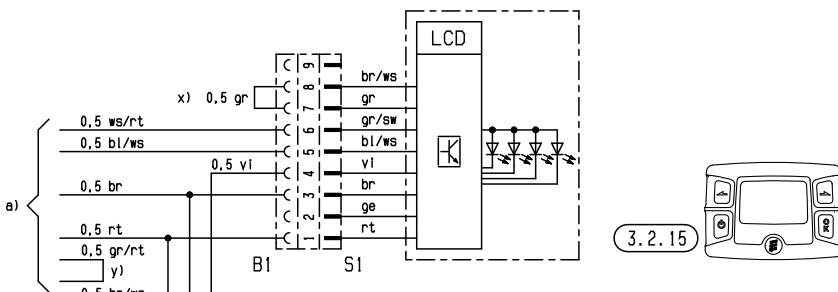 LCD
9
8
br/ws
x) 0,5 gr
7
gr
0,5 ws/rt
6
gr/sw
0,5 bl/ws
5
bl/ws
0,5 vi
4
vi
0,5 br
3
br
a)
2
ge
0,5 rt
1
rt
3.2.15
0,5 gr/rt
B1
S1
y)